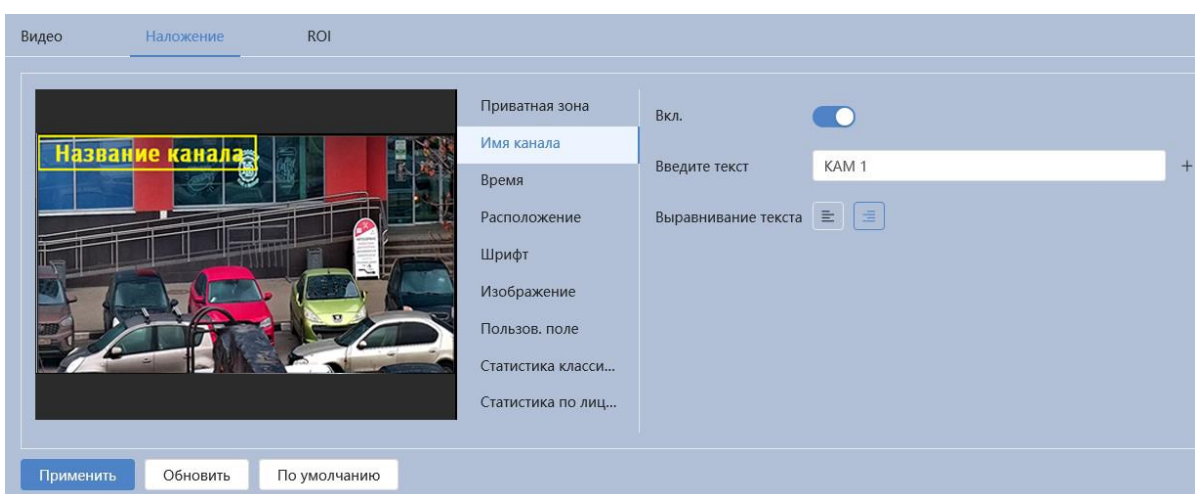 Видео Наложение ROI
Название канала
Приватная зона
Имя канала
Время
Расположение
Шрифт
Изображение
Пользов. поле
Статистика класси...
Статистика по лиц...
Вкл.
Введите текст КАМ 1 +
Выравнивание текста
Применить Обновить По умолчанию